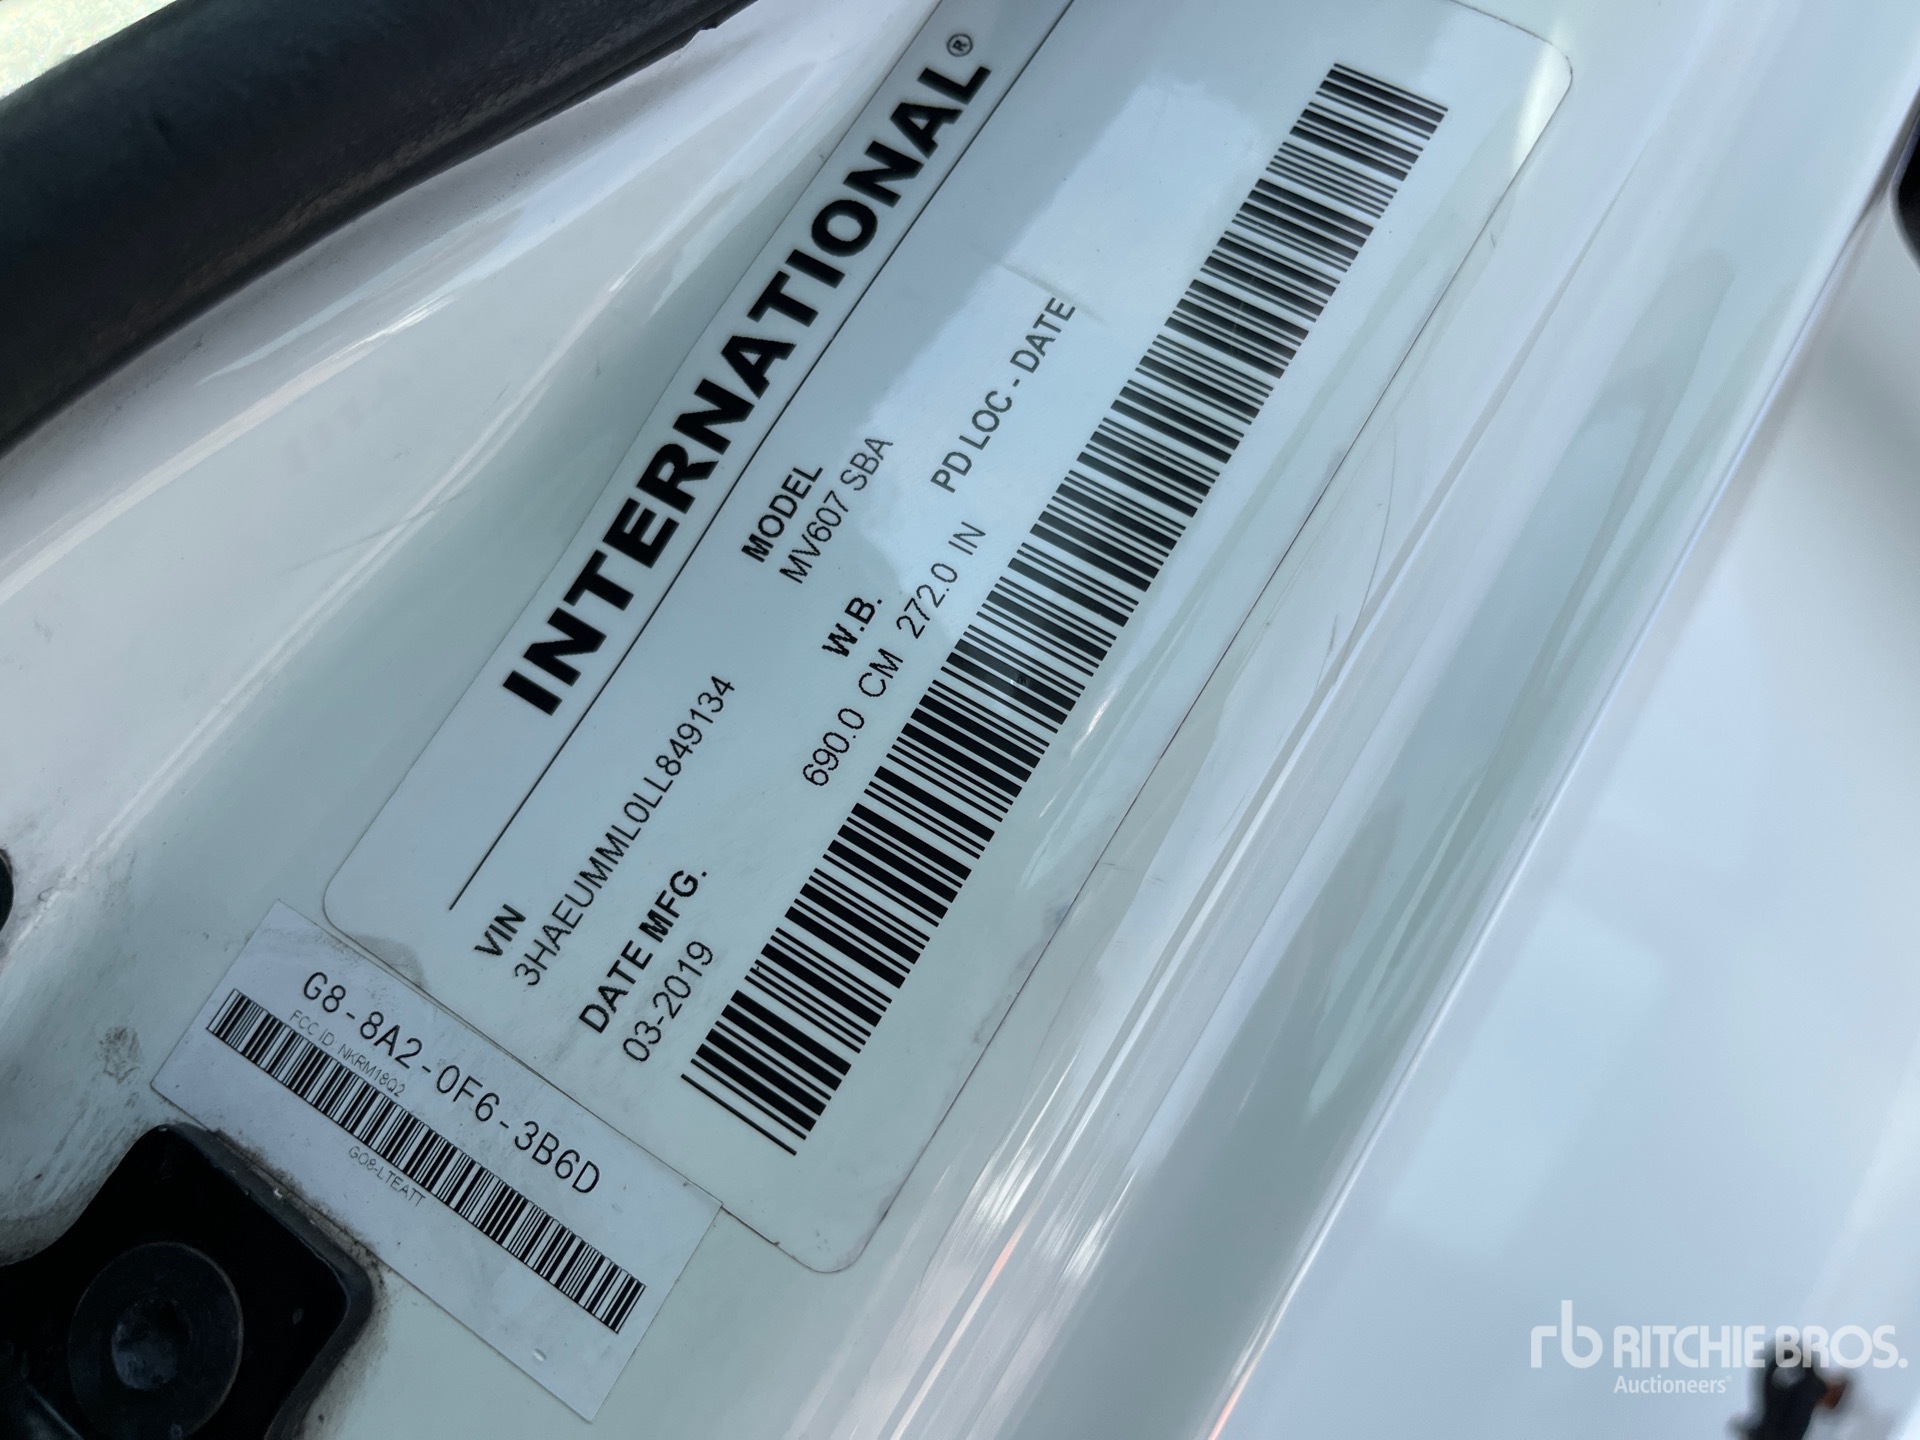 INTERNATIONAL®
VIN
3HAEUMML0LL849134
MODEL
MV607 SBA
DATE MFG.
03-2019
W.B.
690.0 CM 272.0 IN
PD LOC - DATE
G8-8A2-0F6-3B6D
FCC ID NKRM18Q2
GO8-LTEATT
rb RITCHIE BROS.
Auctioneers